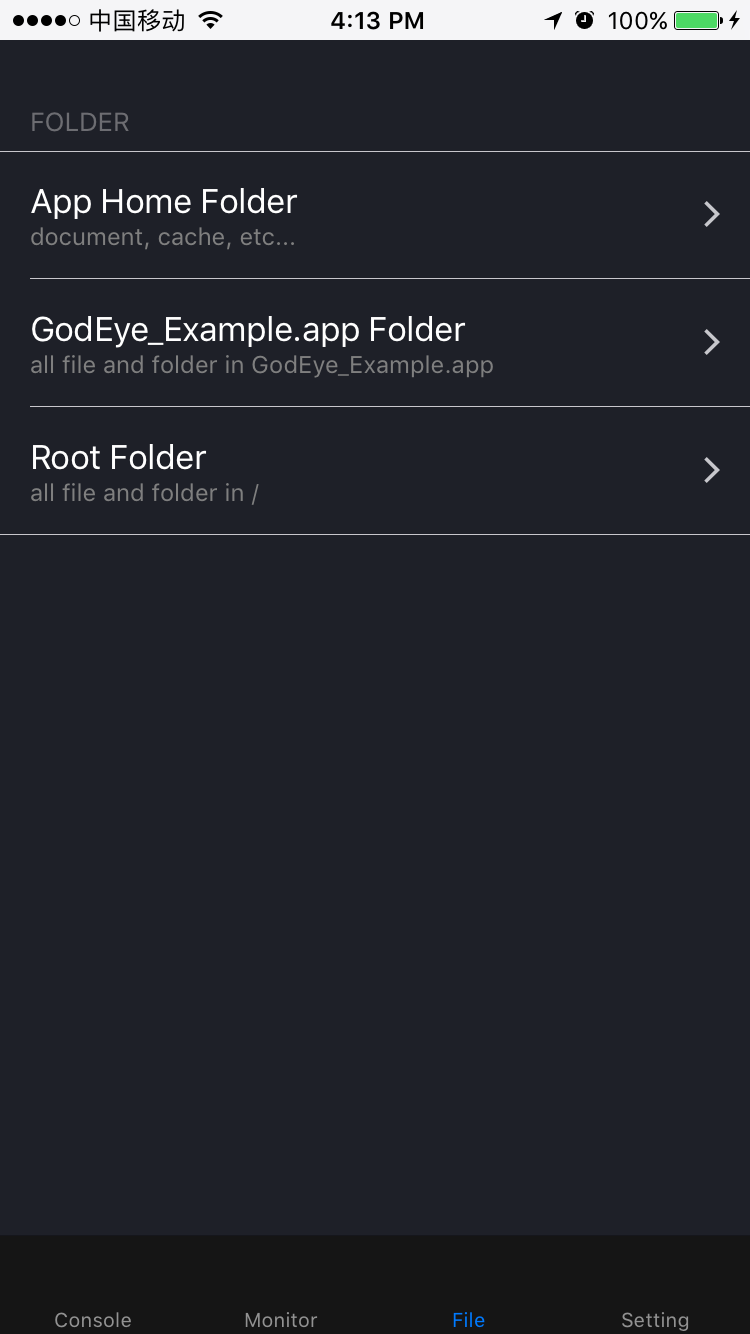 中国移动 4:13 PM 100%
FOLDER
App Home Folder
document, cache, etc...
GodEye_Example.app Folder
all file and folder in GodEye_Example.app
Root Folder
all file and folder in /
Console Monitor File Setting